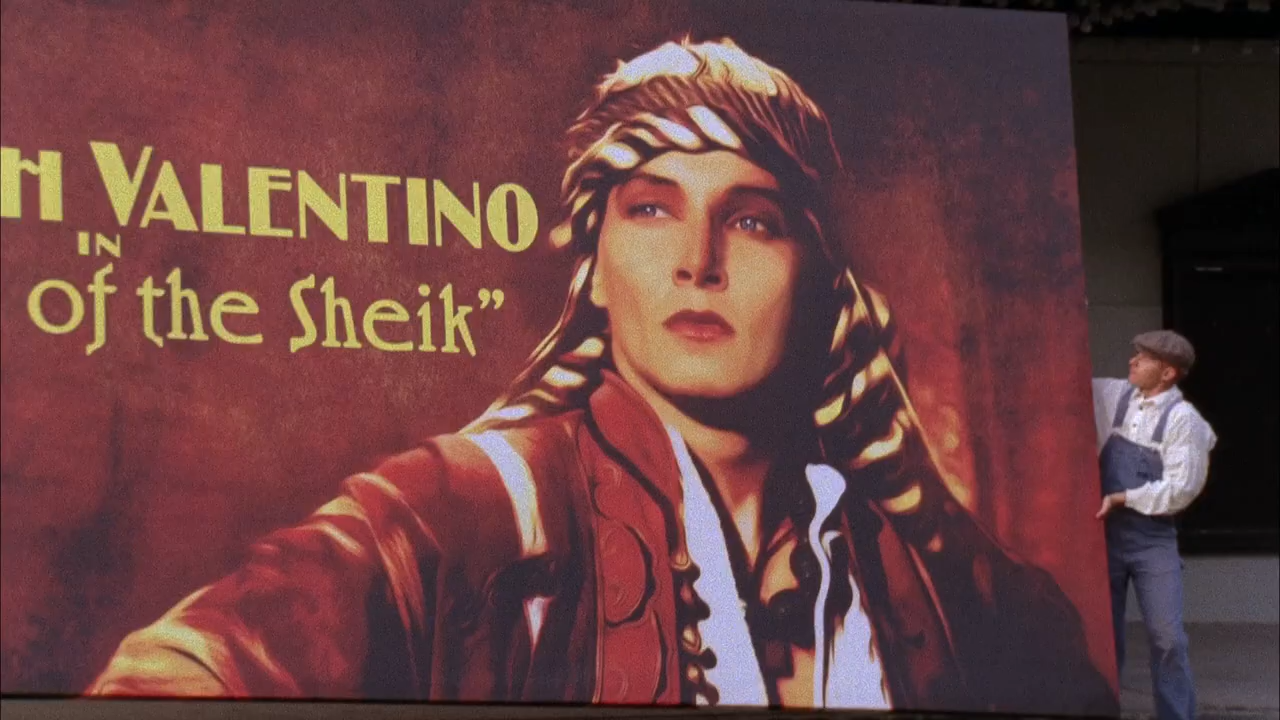 H VALENTINO
IN
of the Sheik”